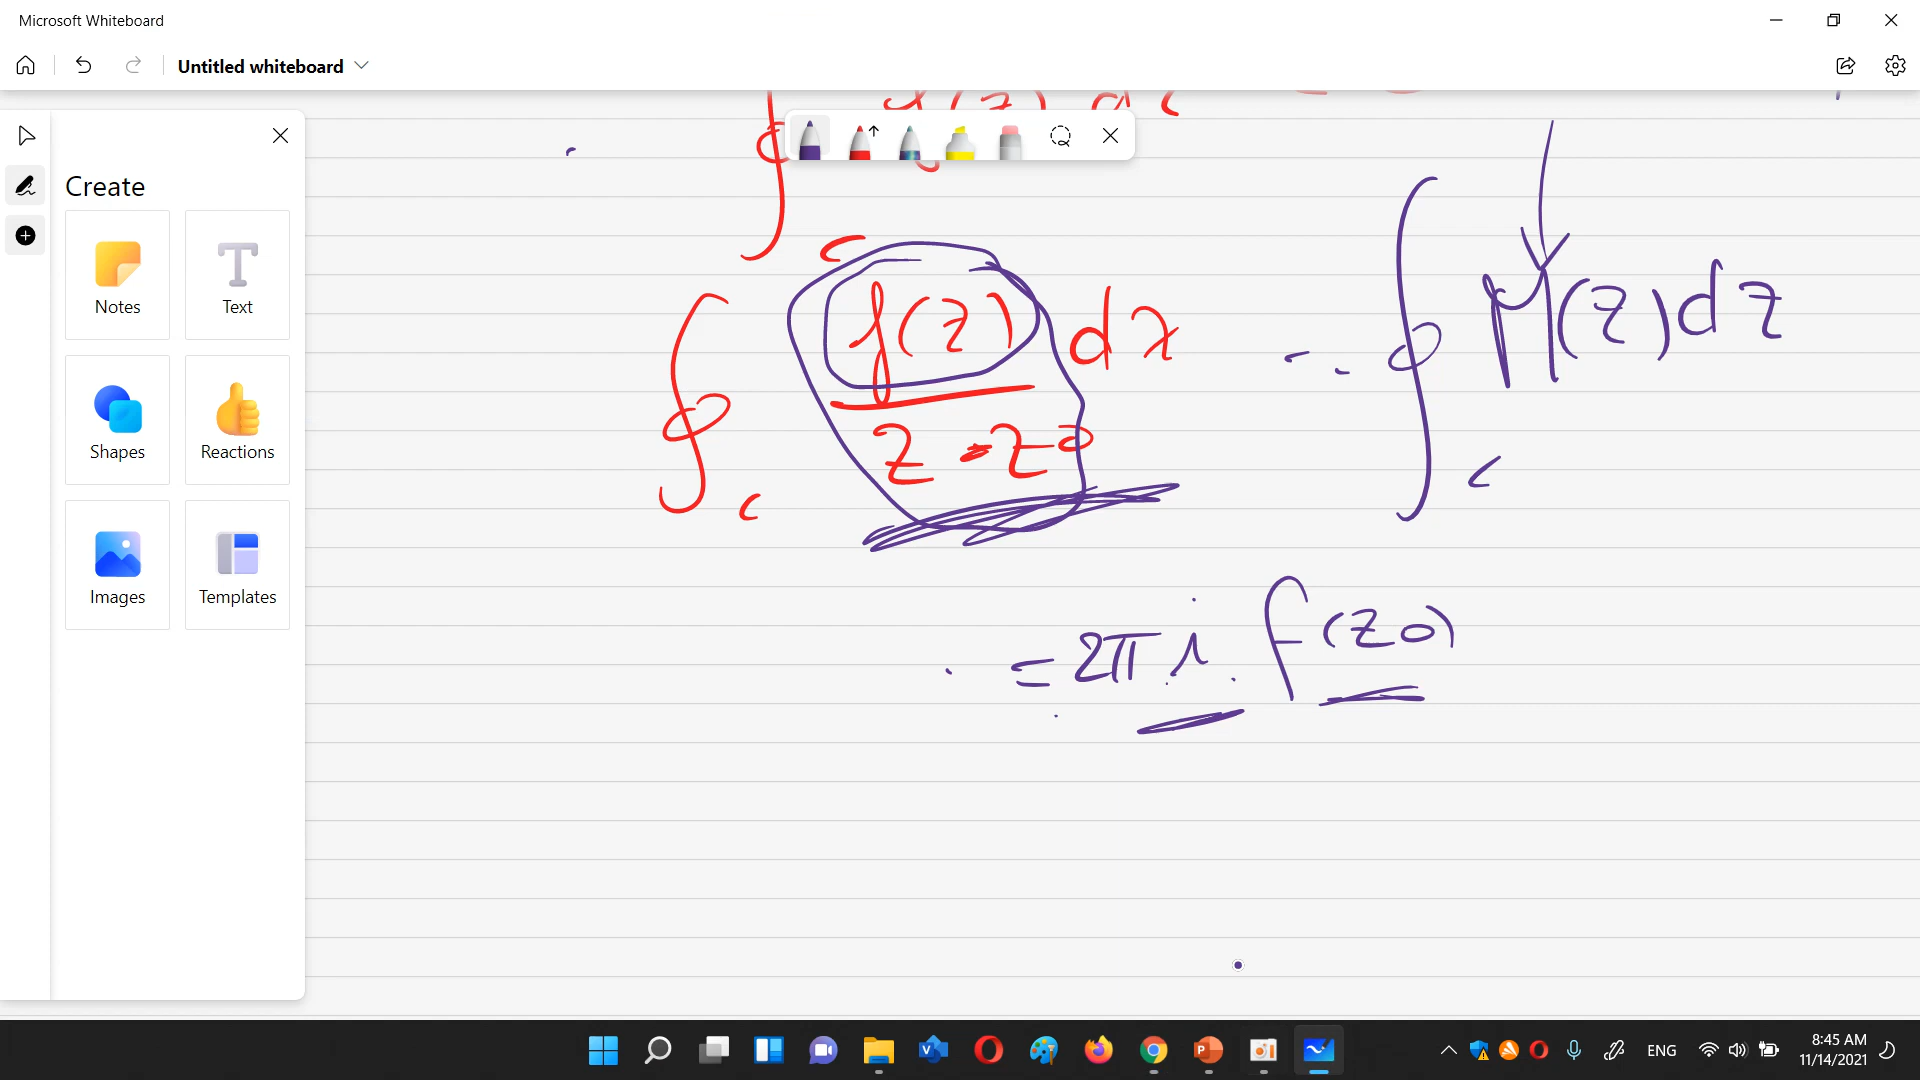 Microsoft Whiteboard
Untitled whiteboard
Create
Notes
Text
Shapes
Reactions
Images
Templates
∮c f(z)/(z - z0) dz
∮c M(z)dz
= 2πi f(z0)
ENG
8:45 AM
11/14/2021